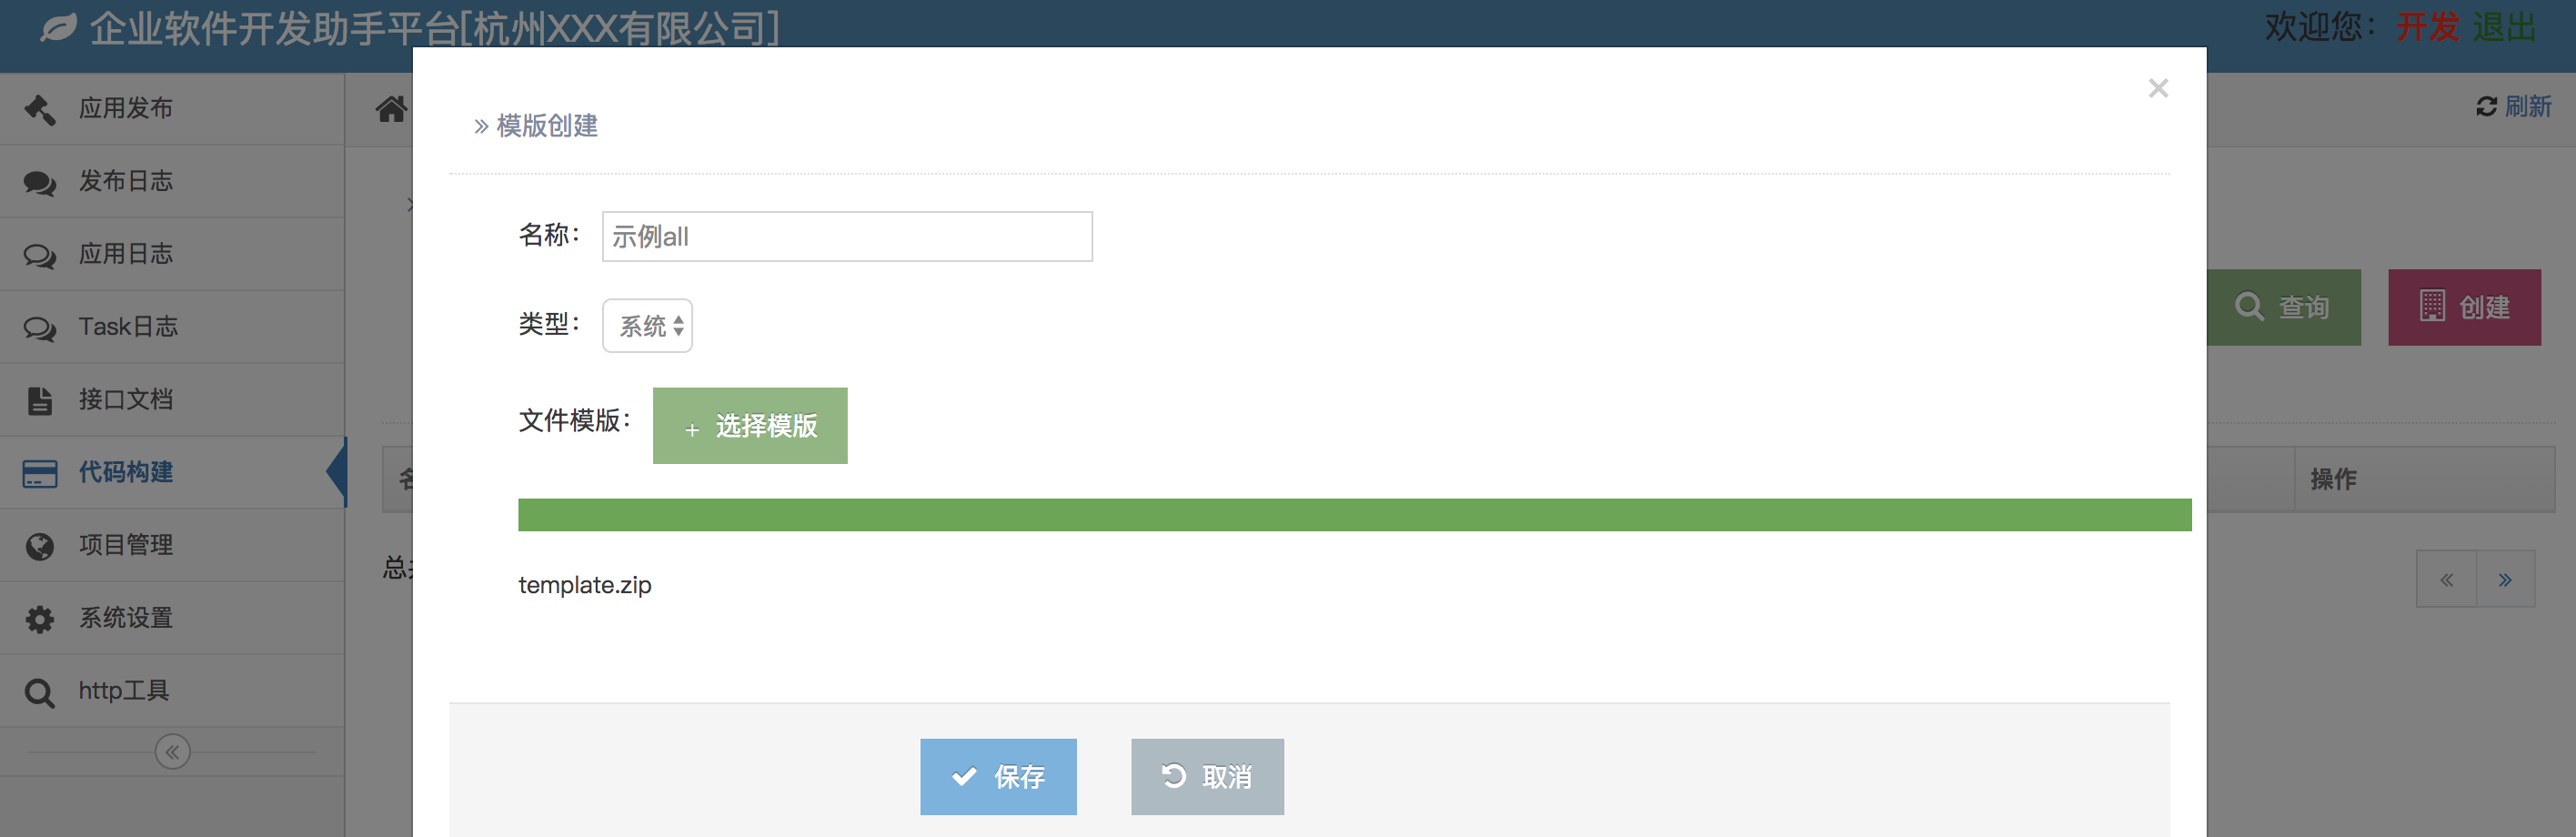 企业软件开发助手平台[杭州XXX有限公司]
欢迎您：开发 退出
应用发布
发布日志
应用日志
Task日志
接口文档
代码构建
项目管理
系统设置
http工具
刷新
模版创建
名称：
示例all
类型：
系统
文件模版：
+ 选择模版
template.zip
保存
取消
查询
创建
操作
总